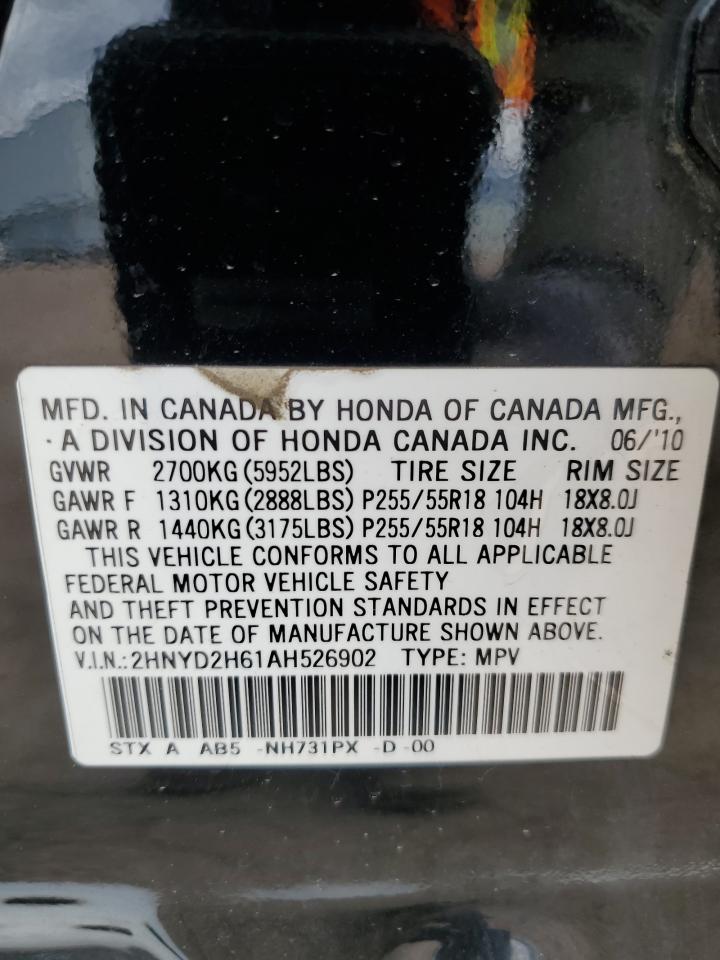 MFD. IN CANADA BY HONDA OF CANADA MFG.,
A DIVISION OF HONDA CANADA INC. 06/'10
GVWR 2700KG (5952LBS) TIRE SIZE RIM SIZE
GAWR F 1310KG (2888LBS) P255/55R18 104H 18X8.0J
GAWR R 1440KG (3175LBS) P255/55R18 104H 18X8.0J
THIS VEHICLE CONFORMS TO ALL APPLICABLE
FEDERAL MOTOR VEHICLE SAFETY
AND THEFT PREVENTION STANDARDS IN EFFECT
ON THE DATE OF MANUFACTURE SHOWN ABOVE.
V.I.N.:2HNYD2H61AH526902 TYPE: MPV
STX A AB5 -NH731PX -D -00